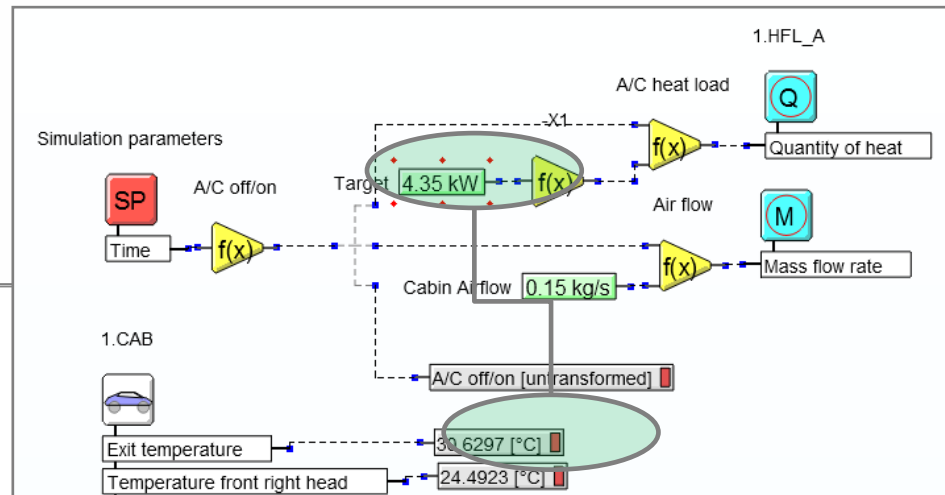 1.HFL_A
A/C heat load
Q
-X1
Simulation parameters
f(x)
Quantity of heat
Target
4.35 kW
f(x)
SP
A/C off/on
Air flow
M
Time
f(x)
f(x)
Mass flow rate
Cabin Airflow
0.15 kg/s
1.CAB
A/C off/on [untransformed]
Exit temperature
30.6297 [°C]
Temperature front right head
24.4923 [°C]